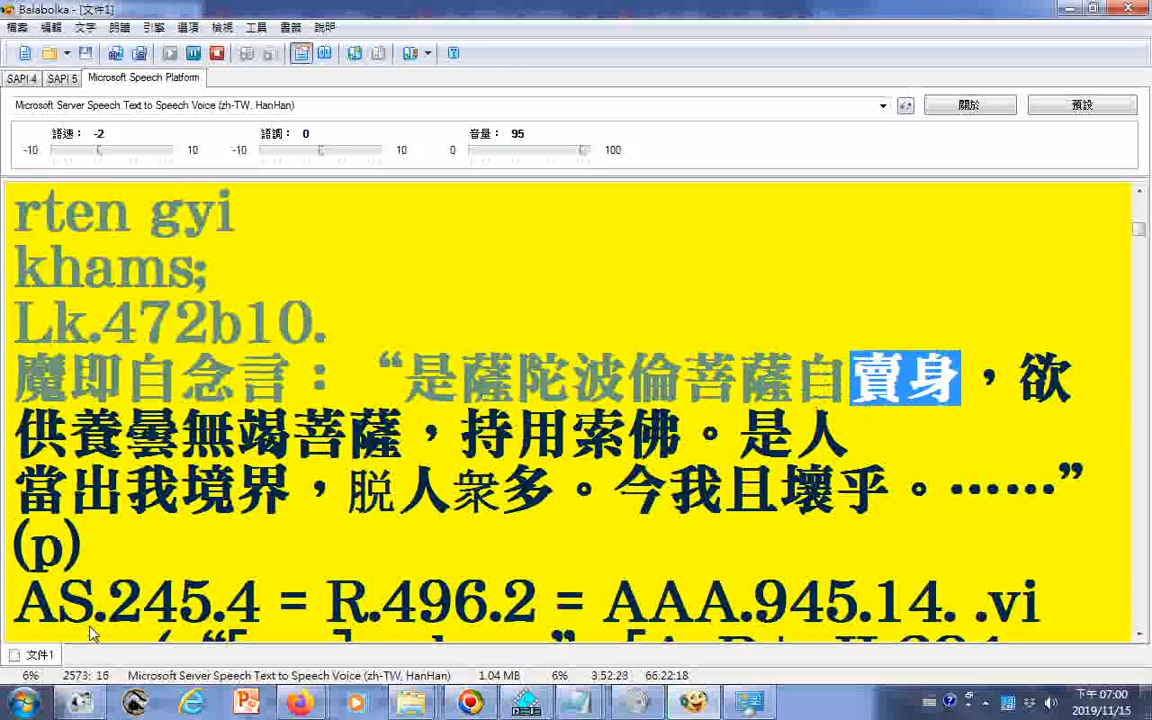 Balabolka - [文件1]
檔案 編輯 文字 朗讀 引擎 選項 檢視 工具 書籤 說明
SAPI 4 SAPI 5 Microsoft Speech Platform
Microsoft Server Speech Text to Speech Voice (zh-TW, HanHan) 關於 預設
語速： -2 語調： 0 音量： 95
-10 10 -10 10 0 100
rten gyi
khams;
Lk.472b10.
魔即自念言：“是薩陀波倫菩薩自賣身，欲
供養曇無竭菩薩，持用索佛。是人
當出我境界，脱人衆多。今我且壞乎。……”
(p)
AS.245.4 = R.496.2 = AAA.945.14. .vi
文件1
6% 2573: 16 Microsoft Server Speech Text to Speech Voice (zh-TW, HanHan) 1.04 MB 6% 3:52:28 66:22:18
下午 07:00
2019/11/15